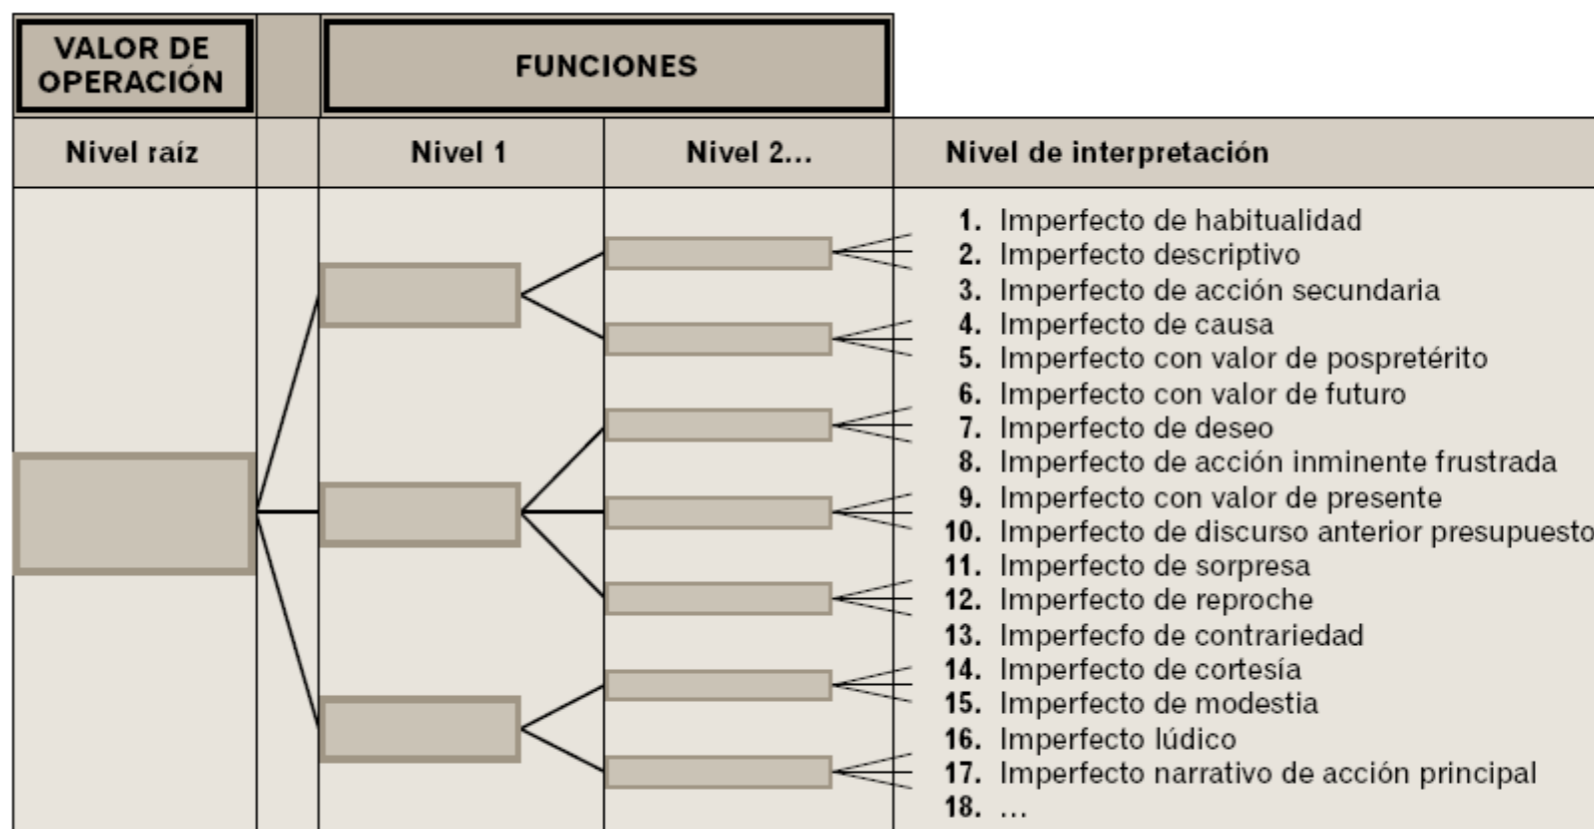 VALOR DE
OPERACIÓN
FUNCIONES
Nivel raíz
Nivel 1
Nivel 2...
Nivel de interpretación
1. Imperfecto de habitualidad
2. Imperfecto descriptivo
3. Imperfecto de acción secundaria
4. Imperfecto de causa
5. Imperfecto con valor de pospretérito
6. Imperfecto con valor de futuro
7. Imperfecto de deseo
8. Imperfecto de acción inminente frustrada
9. Imperfecto con valor de presente
10. Imperfecto de discurso anterior presupuesto
11. Imperfecto de sorpresa
12. Imperfecto de reproche
13. Imperfecfo de contrariedad
14. Imperfecto de cortesía
15. Imperfecto de modestia
16. Imperfecto lúdico
17. Imperfecto narrativo de acción principal
18. ...